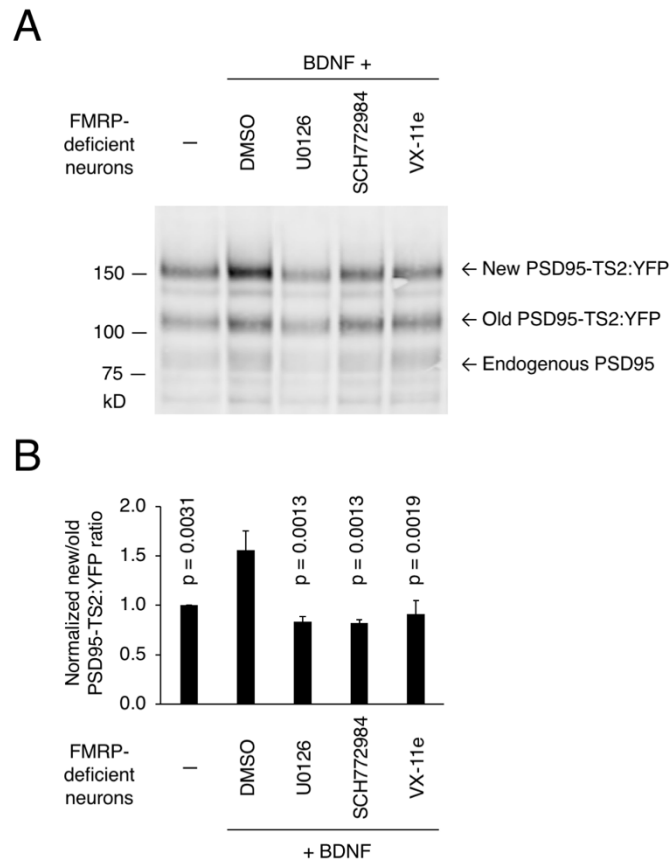 A
BDNF +
FMRP-
deficient
neurons
–
DMSO
U0126
SCH772984
VX-11e
150 –
100 –
75 –
kD
← New PSD95-TS2:YFP
← Old PSD95-TS2:YFP
← Endogenous PSD95
B
Normalized new/old
PSD95-TS2:YFP ratio
2.0
1.5
1.0
0.5
0.0
p = 0.0031
p = 0.0013
p = 0.0013
p = 0.0019
FMRP-
deficient
neurons
–
DMSO
U0126
SCH772984
VX-11e
+ BDNF